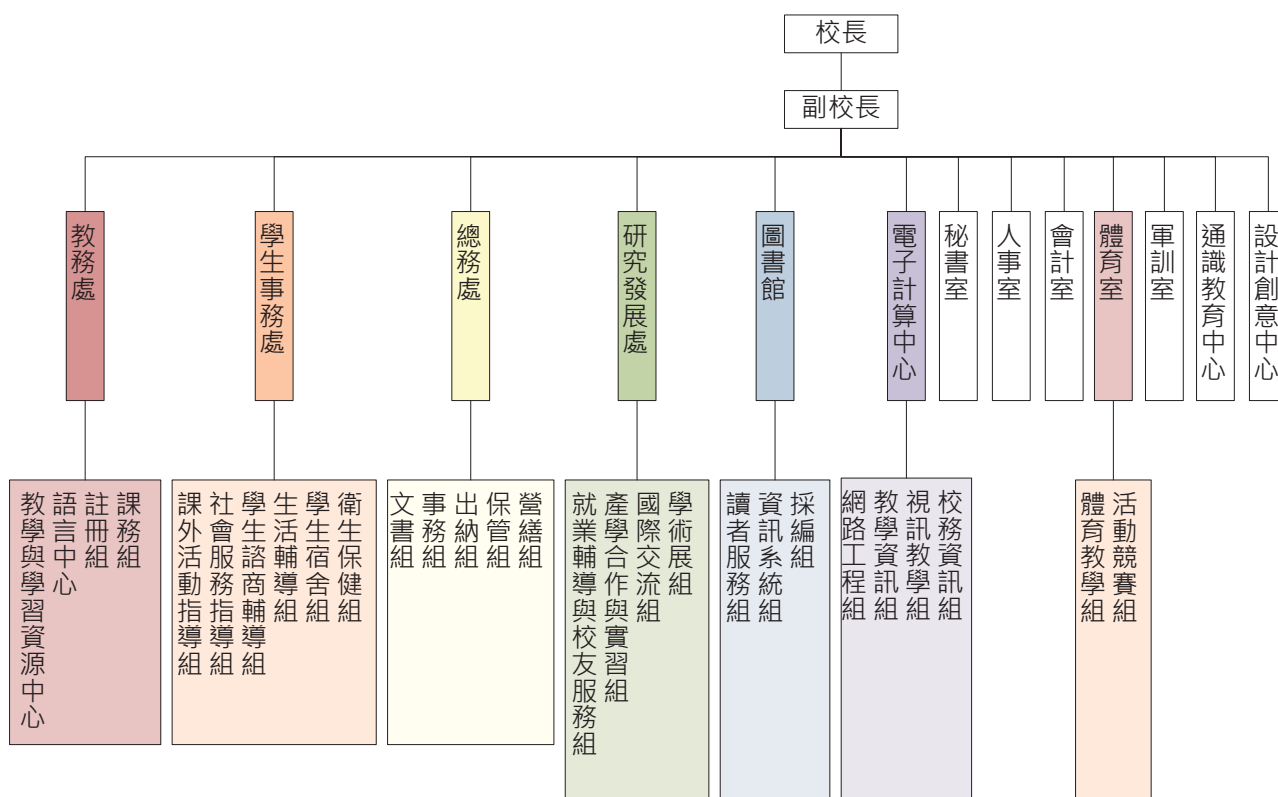 校長
副校長
教務處
學生事務處
總務處
研究發展處
圖書館
電子計算中心
秘書室
人事室
會計室
體育室
軍訓室
通識教育中心
設計創意中心
課務組
註冊組
語言中心
教學與學習資源中心
衛生保健組
學生宿舍組
生活輔導組
學生諮商輔導組
社會服務指導組
課外活動指導組
營繕組
保管組
出納組
事務組
文書組
學術展組
國際交流組
產學合作與實習組
就業輔導與校友服務組
採編組
資訊系統組
讀者服務組
校務資訊組
視訊教學組
教學資訊組
網路工程組
活動競賽組
體育教學組